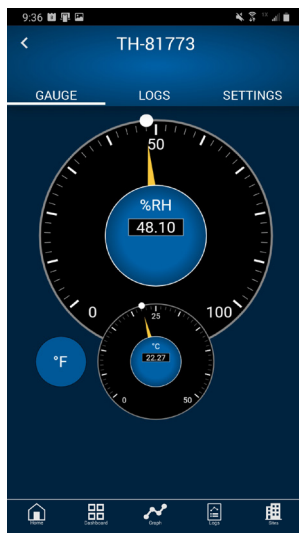 9:36
TH-81773
GAUGE LOGS SETTINGS
50
%RH
48.10
0 100
25
°C
22.27
0 50
°F
Home Dashboard Graph Logs Sites